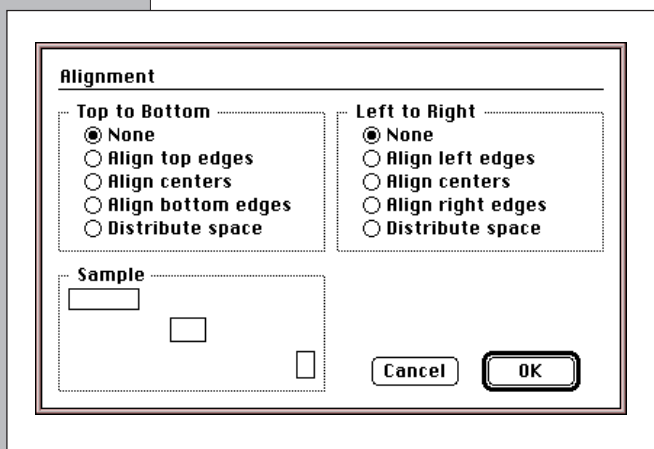 Alignment
Top to Bottom
None
Align top edges
Align centers
Align bottom edges
Distribute space
Left to Right
None
Align left edges
Align centers
Align right edges
Distribute space
Sample
Cancel
OK